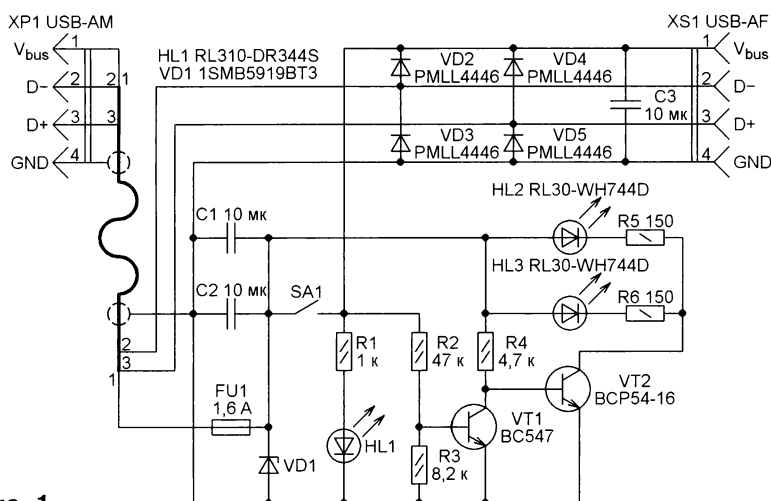 XP1 USB-AM
XS1 USB-AF
Vbus 1
HL1 RL310-DR344S
VD1 1SMB5919BT3
VD2
PMLL4446
VD4
PMLL4446
1 Vbus
D− 2 2 1
2 D−
C3
10 мк
D+ 3 3
VD3
PMLL4446
VD5
PMLL4446
3 D+
GND 4
4 GND
HL2 RL30-WH744D
C1 10 мк
R5 150
HL3 RL30-WH744D
C2 10 мк
SA1
R6 150
R1
1 к
R2
47 к
R4
4,7 к
2
3
1
FU1
1,6 А
VT2
BCP54-16
VT1
BC547
VD1
HL1
R3
8,2 к